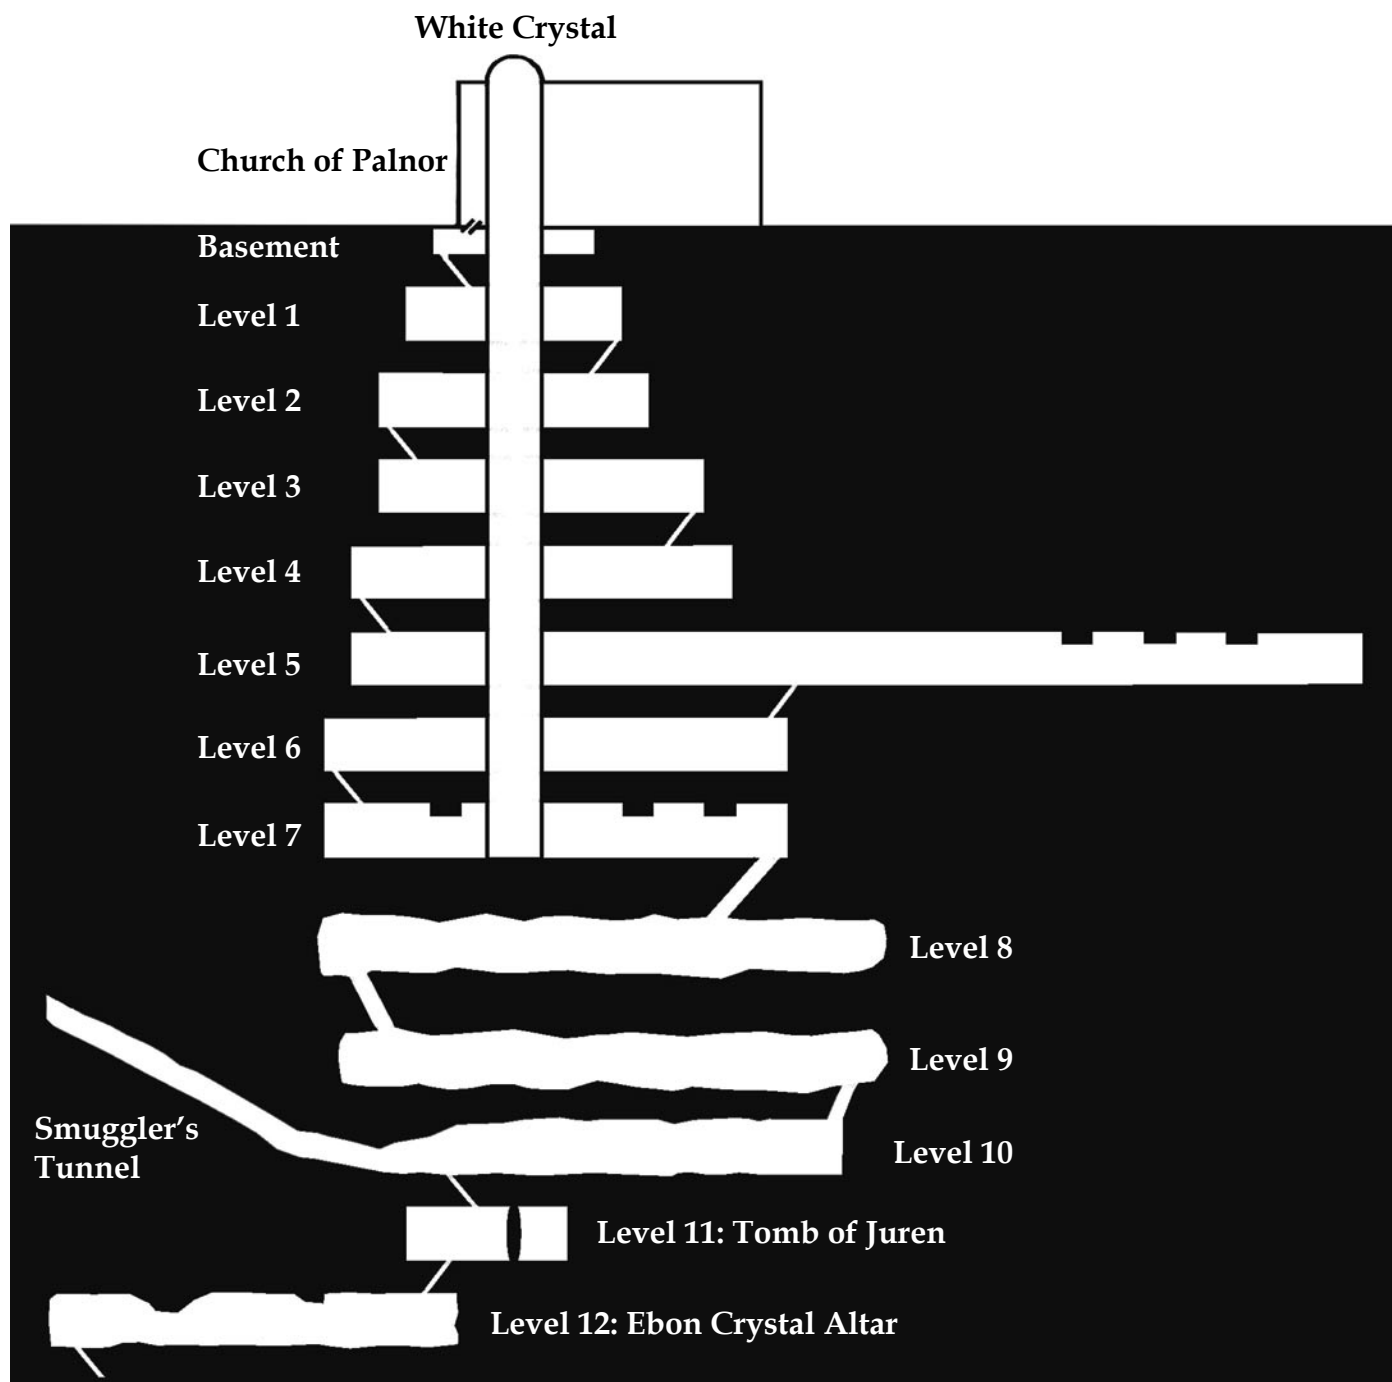 White Crystal
Church of Palnor
Basement
Level 1
Level 2
Level 3
Level 4
Level 5
Level 6
Level 7
Level 8
Level 9
Smuggler’s
Tunnel
Level 10
Level 11: Tomb of Juren
Level 12: Ebon Crystal Altar